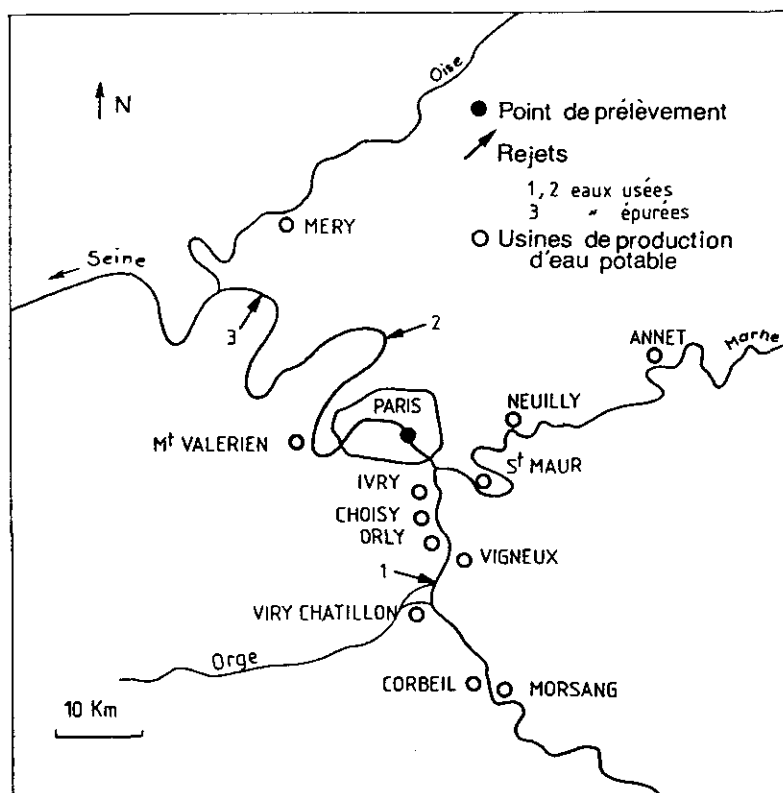 Oise
N
Point de prélèvement
Rejets
1,2 eaux usées
3 " épurées
Usines de production
d'eau potable
MERY
Seine
3
2
ANNET
Marne
NEUILLY
PARIS
Mt VALERIEN
St MAUR
IVRY
CHOISY
ORLY
VIGNEUX
1
VIRY CHATILLON
Orge
CORBEIL
MORSANG
10 Km